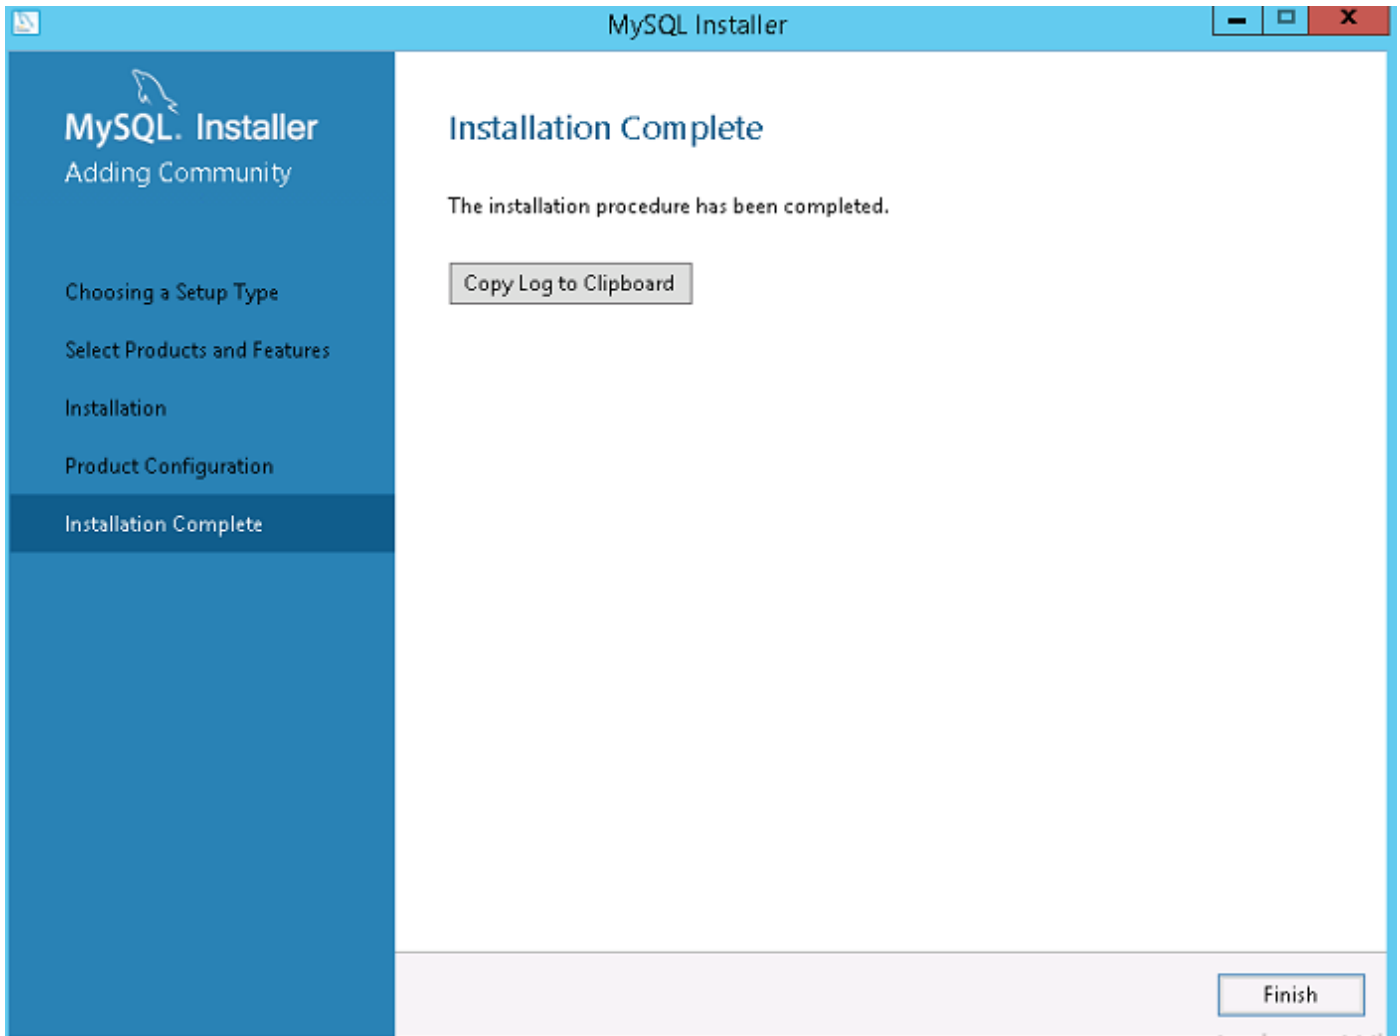 MySQL Installer
MySQL. Installer
Adding Community
Choosing a Setup Type
Select Products and Features
Installation
Product Configuration
Installation Complete
Installation Complete
The installation procedure has been completed.
Copy Log to Clipboard
Finish